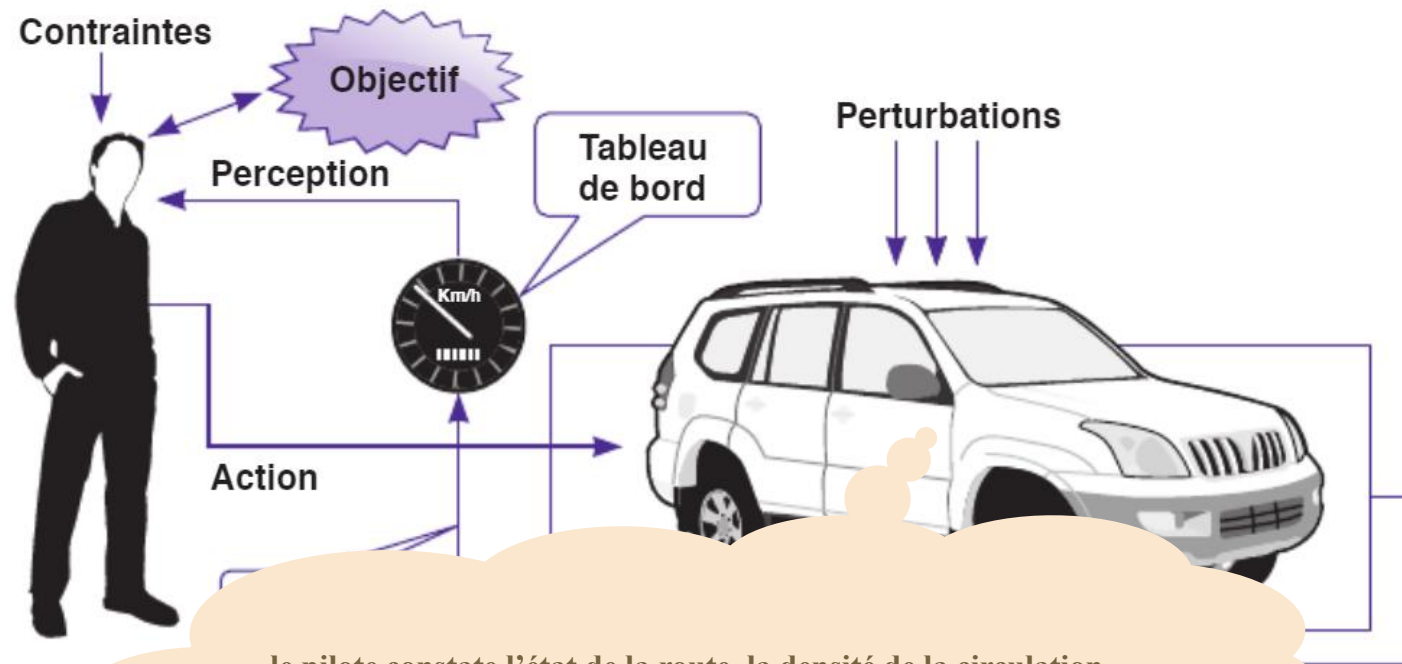 Contraintes
Objectif
Perturbations
Tableau
de bord
Perception
Km/h
Action
le pilote constate l'état de la route, la densité de la circulation